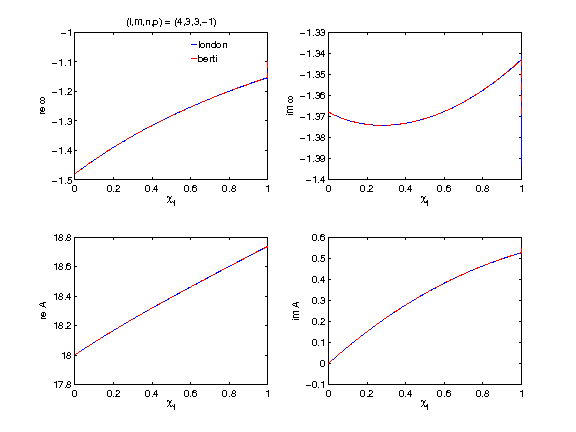 (l,m,n,p) = (4,3,3,−1)
−1
−1.1
−1.2
−1.3
−1.4
−1.5
re ω
london
berti
0 0.2 0.4 0.6 0.8 1
χf
−1.33
−1.34
−1.35
−1.36
−1.37
−1.38
−1.39
−1.4
im ω
0 0.2 0.4 0.6 0.8 1
χf
18.8
18.6
18.4
18.2
18
17.8
re A
0 0.2 0.4 0.6 0.8 1
χf
0.6
0.5
0.4
0.3
0.2
0.1
0
−0.1
im A
0 0.2 0.4 0.6 0.8 1
χf